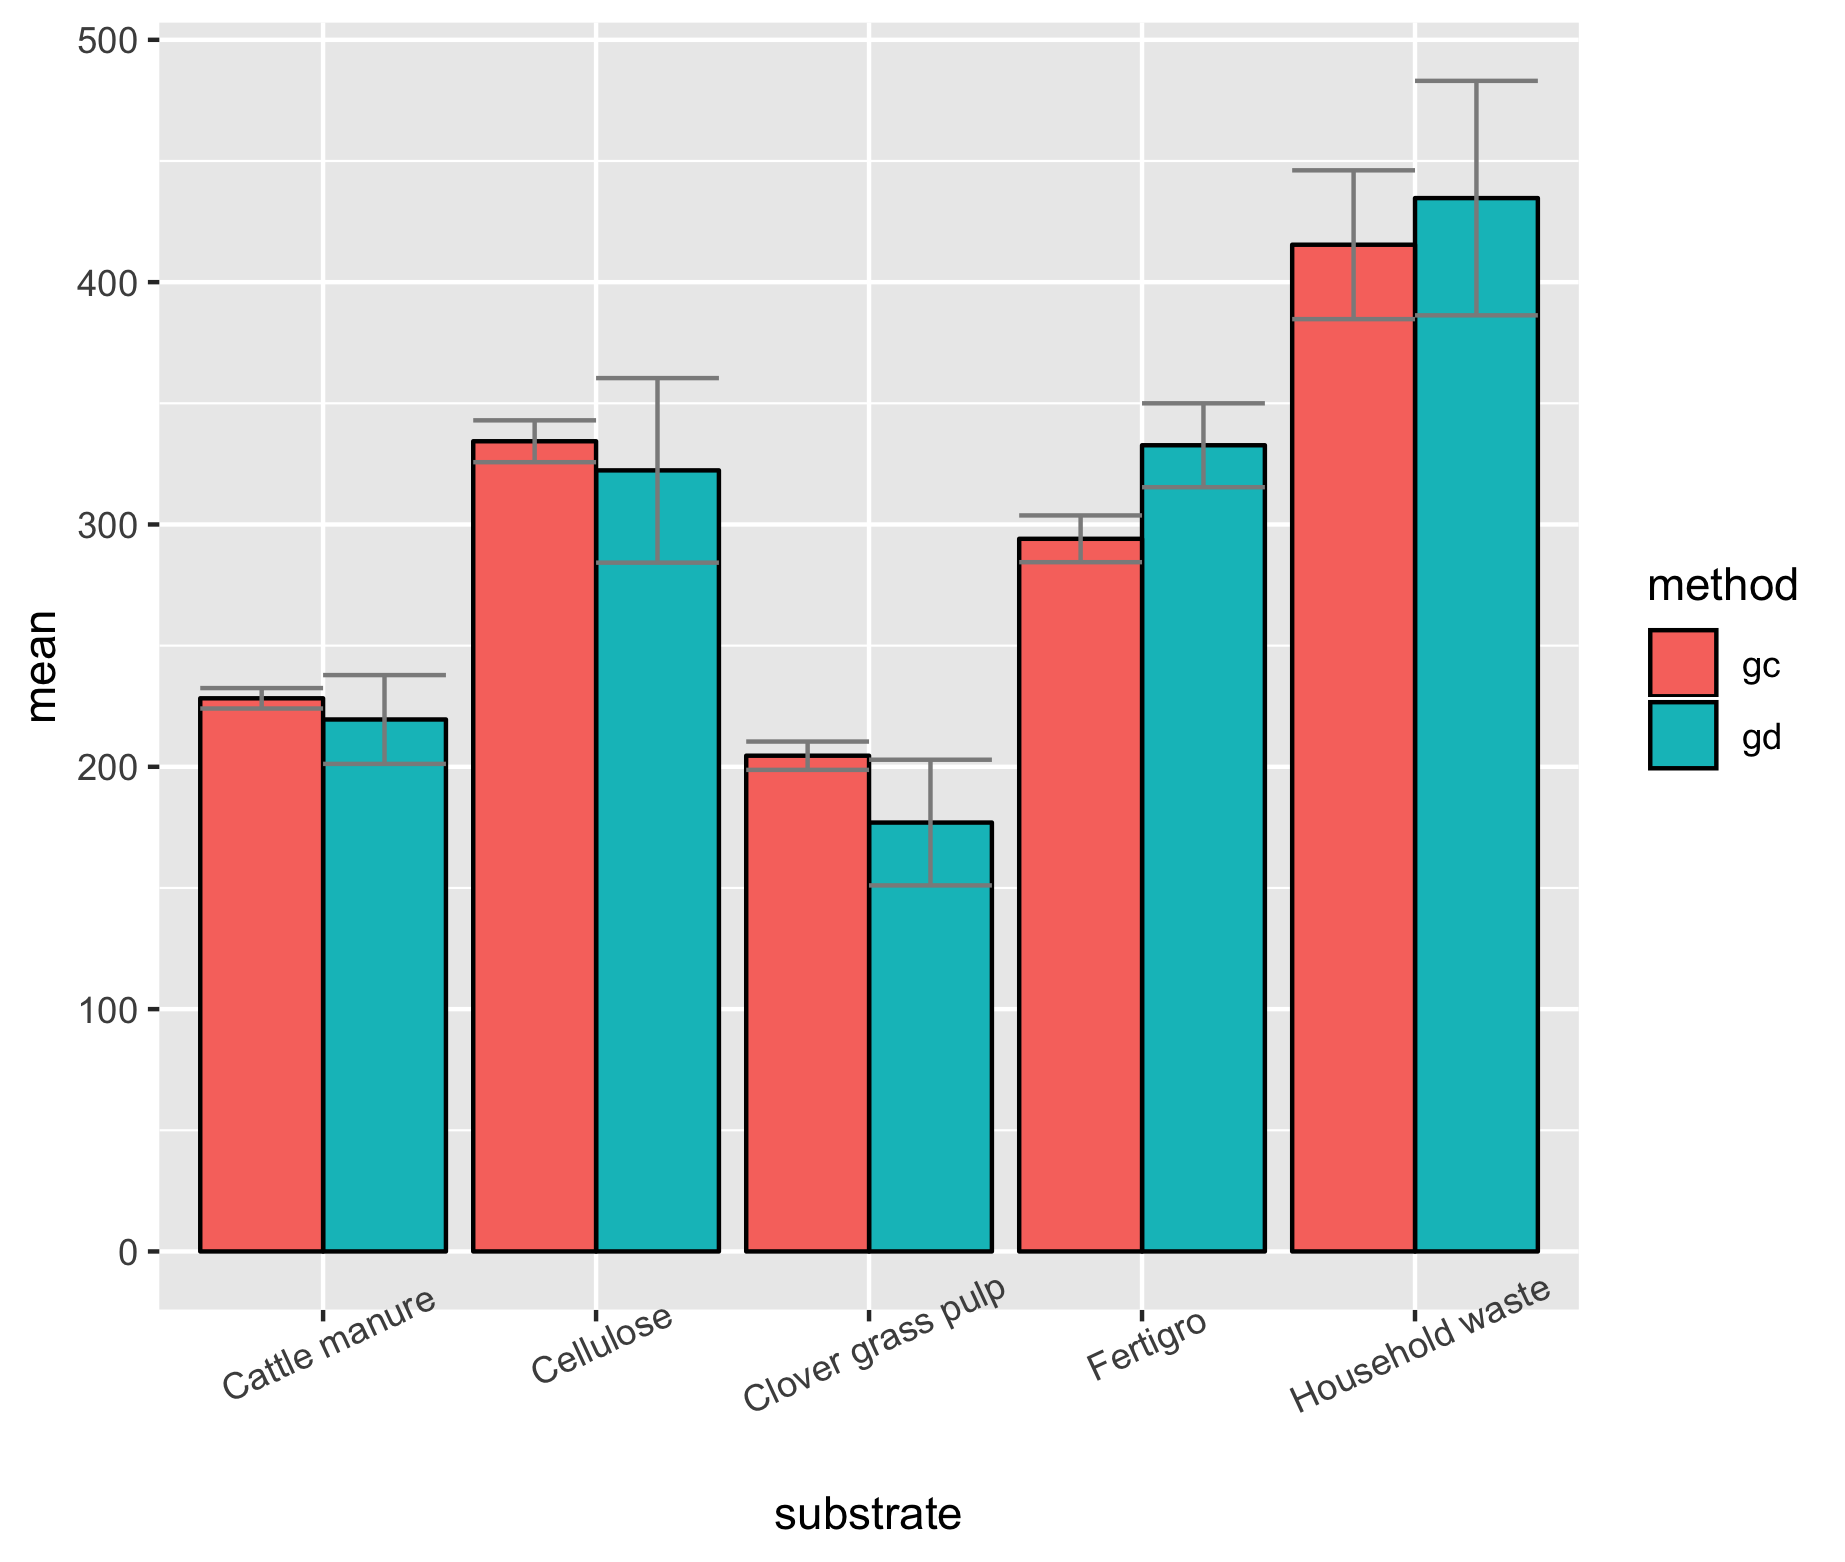 500
400
300
200
100
0
mean
Cattle manure
Cellulose
Clover grass pulp
Fertigro
Household waste
substrate
method
gc
gd